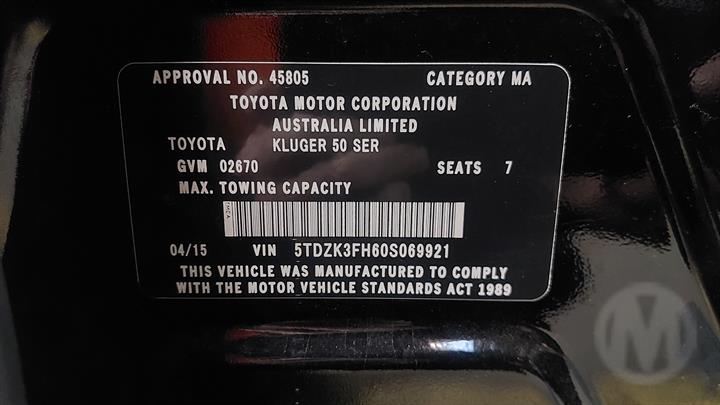 APPROVAL NO. 45805 CATEGORY MA
TOYOTA MOTOR CORPORATION
AUSTRALIA LIMITED
TOYOTA KLUGER 50 SER
GVM 02670 SEATS 7
MAX. TOWING CAPACITY
TMCA
04/15 VIN 5TDZK3FH60S069921
THIS VEHICLE WAS MANUFACTURED TO COMPLY
WITH THE MOTOR VEHICLE STANDARDS ACT 1989
M